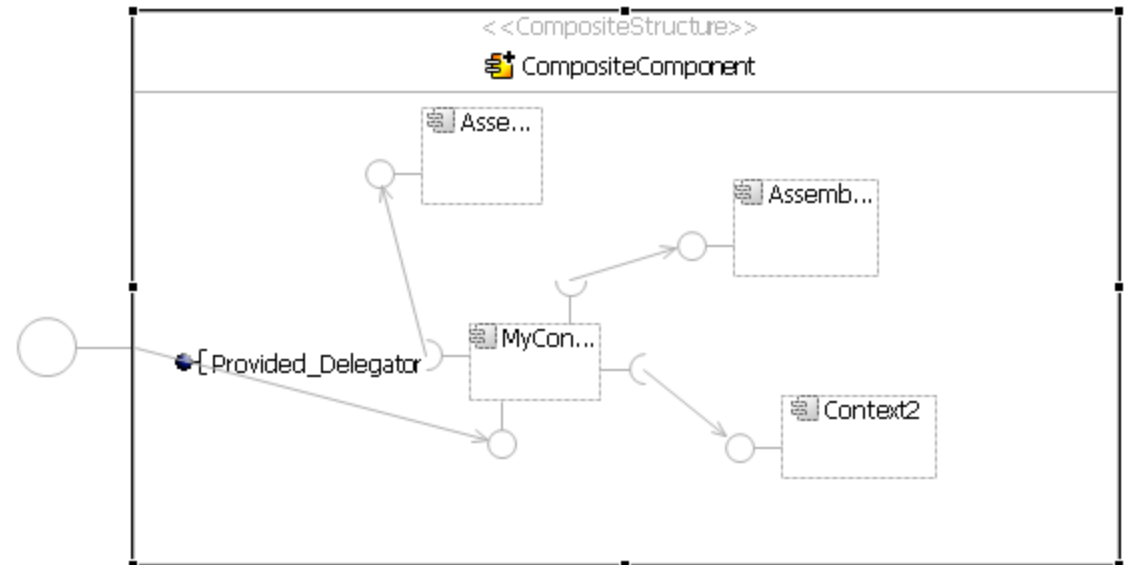 <<CompositeStructure>>
CompositeComponent
Asse...
Assemb...
MyCon...
[Provided_Delegator
Context2